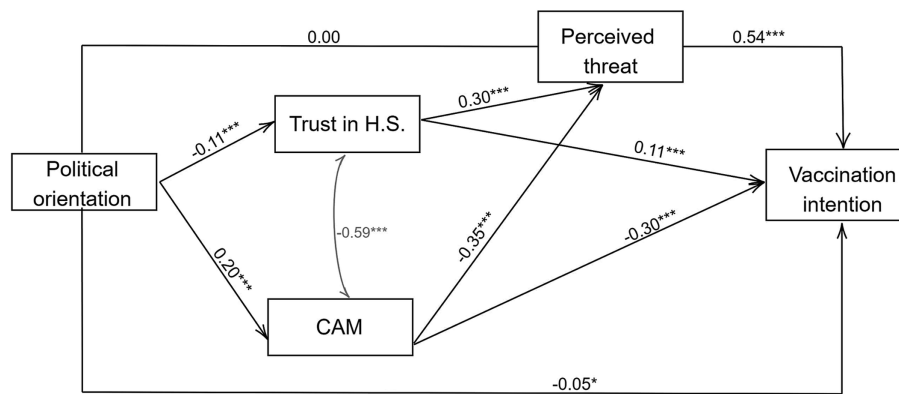 0.00
Perceived
threat
0.54***
0.30***
Trust in H.S.
-0.11***
0.11***
Political
orientation
Vaccination
intention
-0.59***
-0.35***
-0.30***
0.20***
CAM
-0.05*